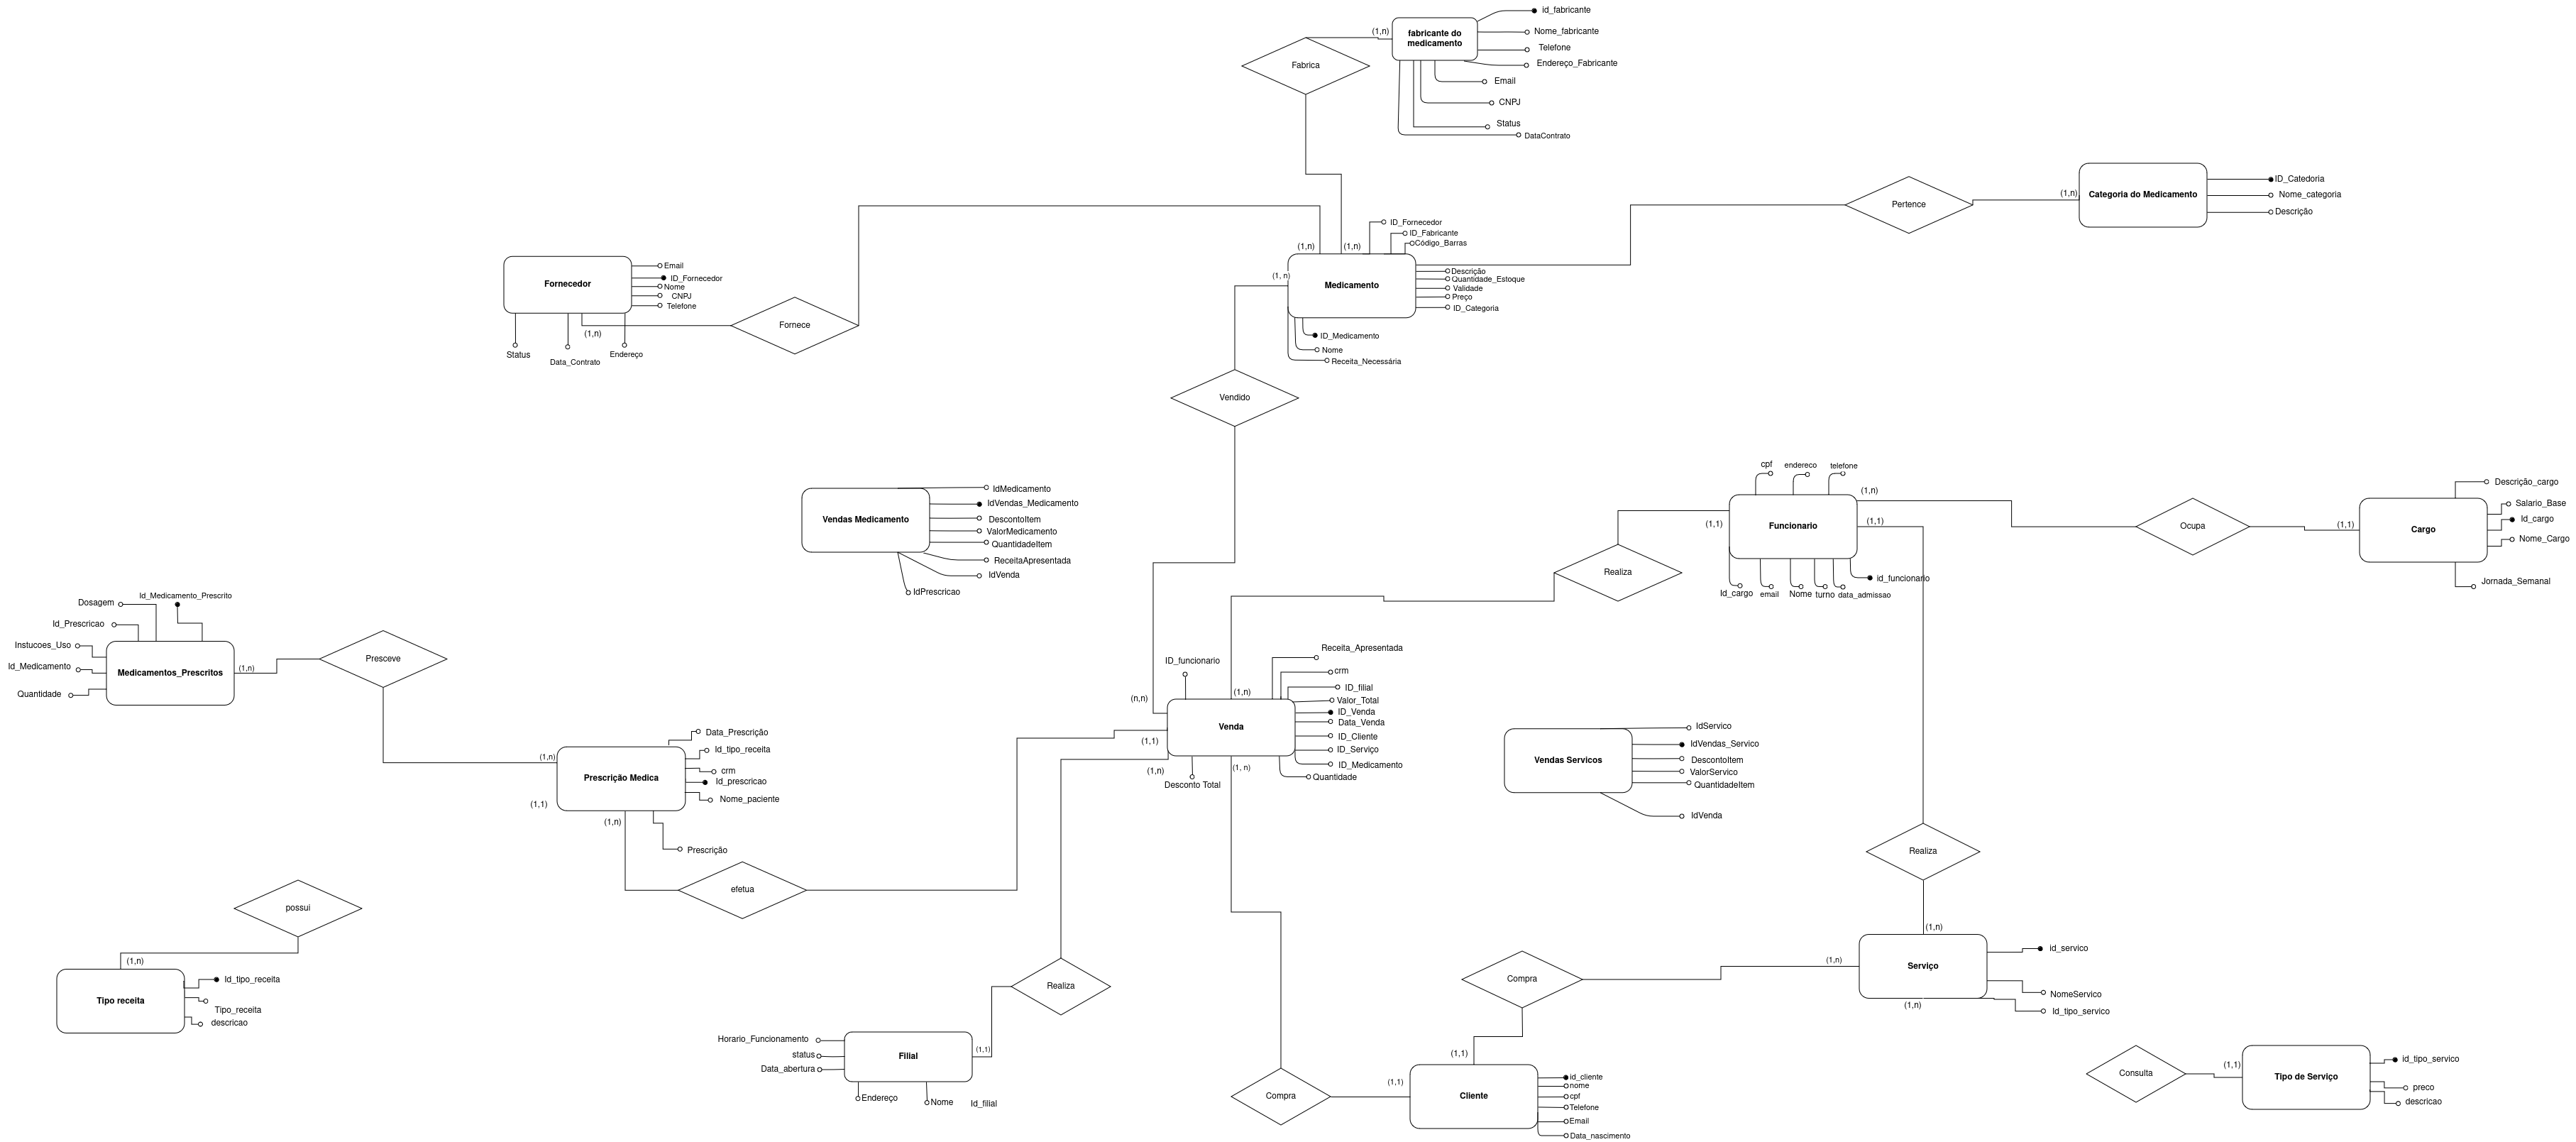 id_fabricante
(1,n)
fabricante do
medicamento
Nome_fabricante
Telefone
Endereço_Fabricante
Fabrica
Email
CNPJ
Status
DataContrato
ID_Catedoria
(1,n)
Categoria do Medicamento
Nome_categoria
Descrição
Pertence
ID_Fornecedor
ID_Fabricante
Código_Barras
(1,n)
(1,n)
(1, n)
Medicamento
Descrição
Quantidade_Estoque
Validade
Preço
ID_Categoria
ID_Medicamento
Nome
Receita_Necessária
Fornecedor
Email
ID_Fornecedor
Nome
CNPJ
Telefone
(1,n)
Status
Data_Contrato
Endereço
Fornece
Vendido
Vendas Medicamento
IdMedicamento
IdVendas_Medicamento
DescontoItem
ValorMedicamento
QuantidadeItem
ReceitaApresentada
IdVenda
IdPrescricao
cpf
endereco
telefone
(1,n)
(1,1)
Funcionario
(1,1)
id_funcionario
Id_cargo
email
Nome
turno
data_admissao
Ocupa
(1,1)
Cargo
Descrição_cargo
Salario_Base
Id_cargo
Nome_Cargo
Jornada_Semanal
Realiza
Dosagem
Id_Medicamento_Prescrito
Id_Prescricao
Instucoes_Uso
Id_Medicamento
Quantidade
Medicamentos_Prescritos
(1,n)
Presceve
ID_funcionario
Receita_Apresentada
crm
ID_filial
Valor_Total
ID_Venda
Data_Venda
ID_Cliente
ID_Serviço
ID_Medicamento
Quantidade
(n,n)
(1,n)
Venda
(1,1)
(1,n)
(1, n)
Desconto Total
Data_Prescrição
Id_tipo_receita
crm
Id_prescricao
Nome_paciente
Prescrição
(1,n)
Prescrição Medica
(1,1)
(1,n)
efetua
Vendas Servicos
IdServico
IdVendas_Servico
DescontoItem
ValorServico
QuantidadeItem
IdVenda
Realiza
possui
(1,n)
Tipo receita
Id_tipo_receita
Tipo_receita
descricao
Realiza
Horario_Funcionamento
status
Data_abertura
Filial
(1,1)
Endereço
Nome
Id_filial
Compra
(1,n)
(1,n)
Serviço
id_servico
NomeServico
Id_tipo_servico
(1,n)
Compra
(1,1)
(1,1)
Cliente
id_cliente
nome
cpf
Telefone
Email
Data_nascimento
Consulta
(1,1)
Tipo de Serviço
id_tipo_servico
preco
descricao